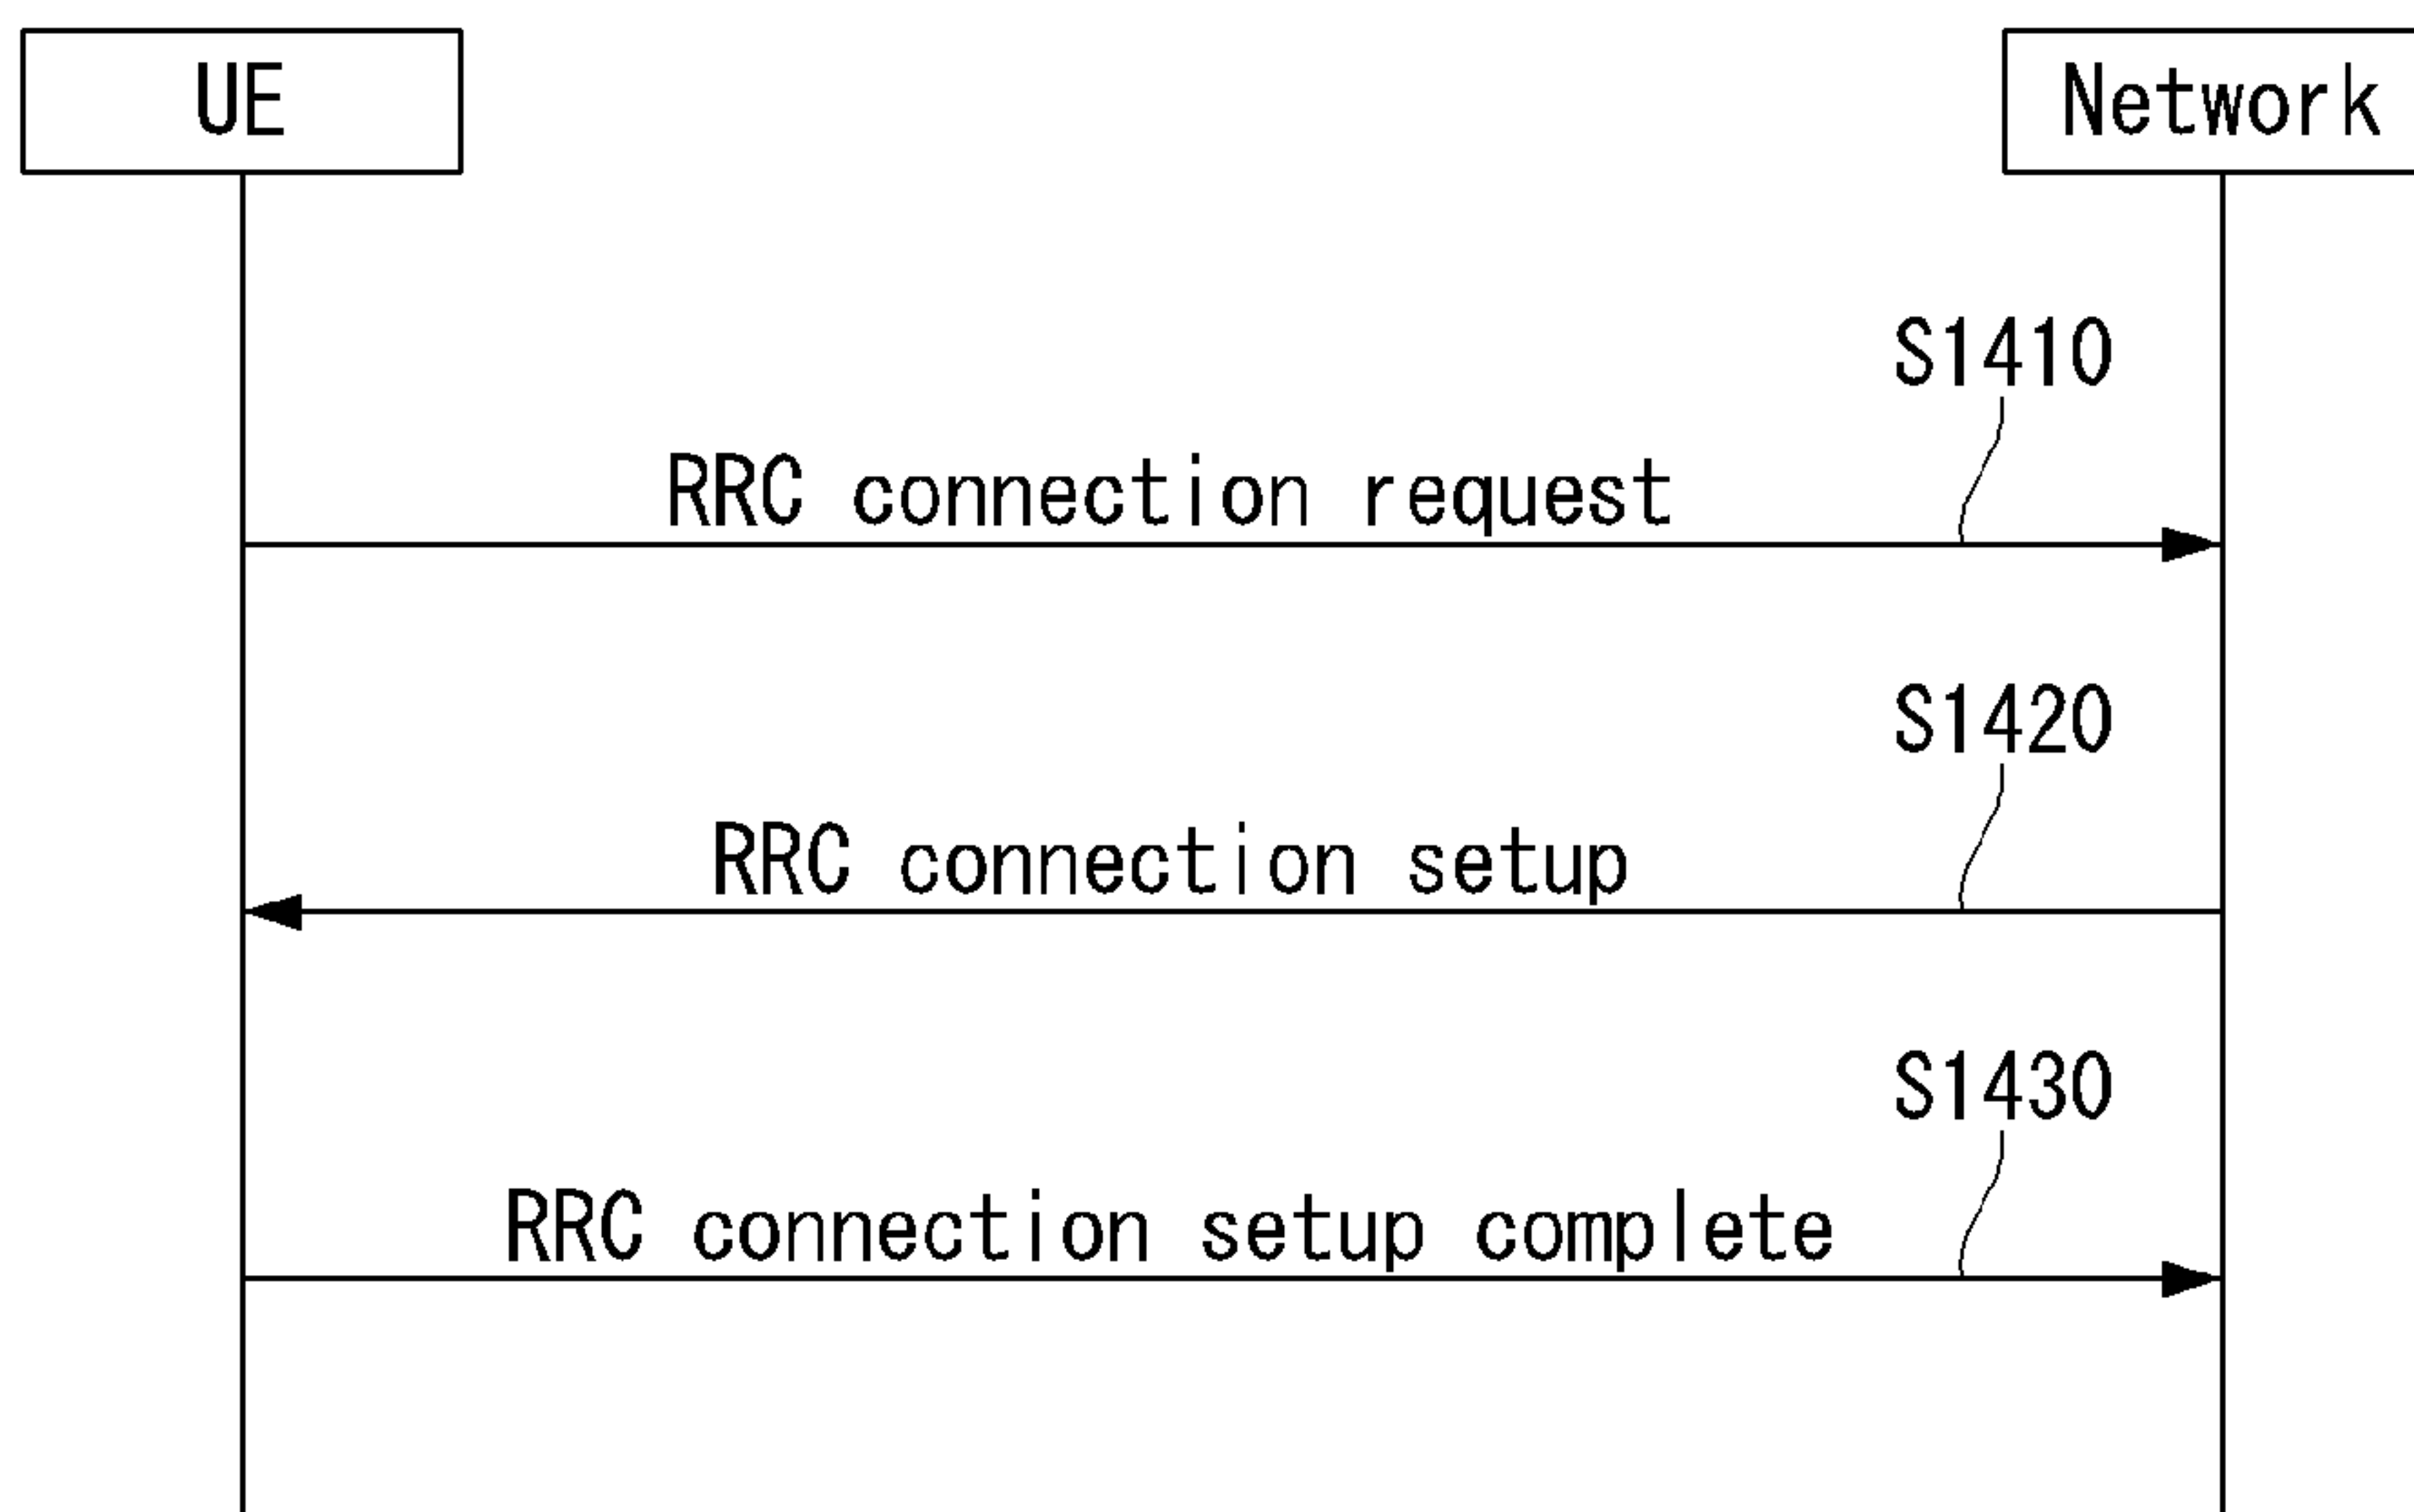 UE
Network
S1410
RRC connection request
S1420
RRC connection setup
S1430
RRC connection setup complete